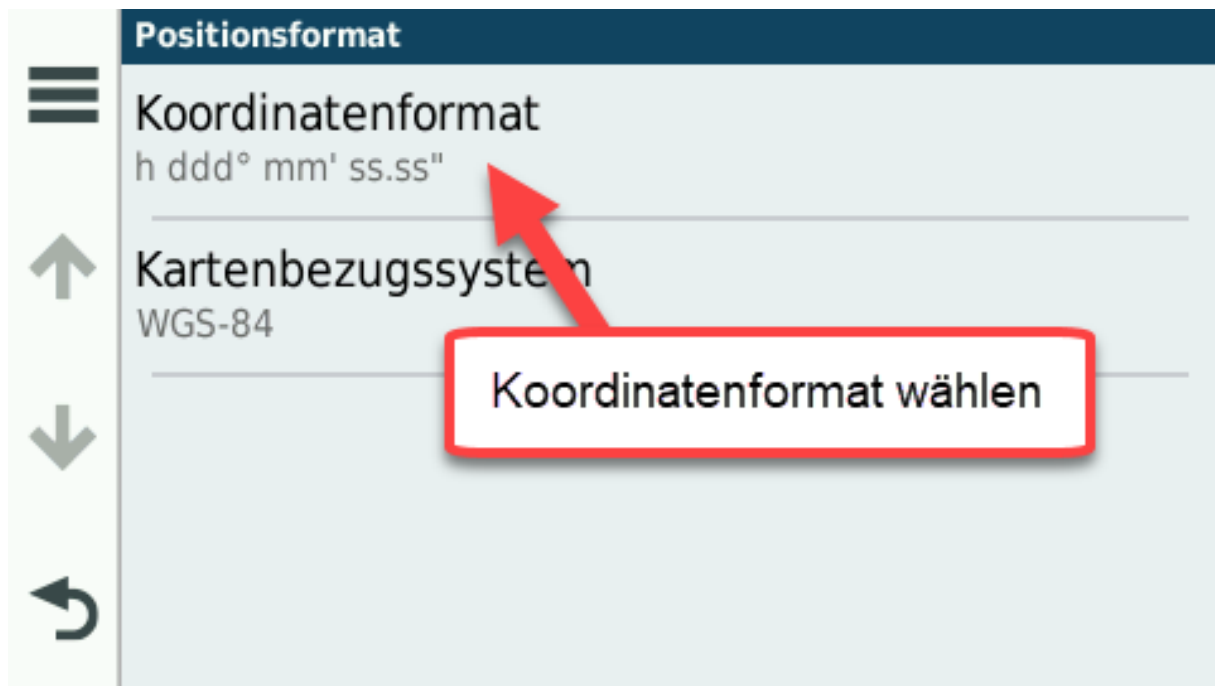 Positionsformat
Koordinatenformat
h ddd° mm' ss.ss"
Kartenbezugssystem
WGS-84
Koordinatenformat wählen